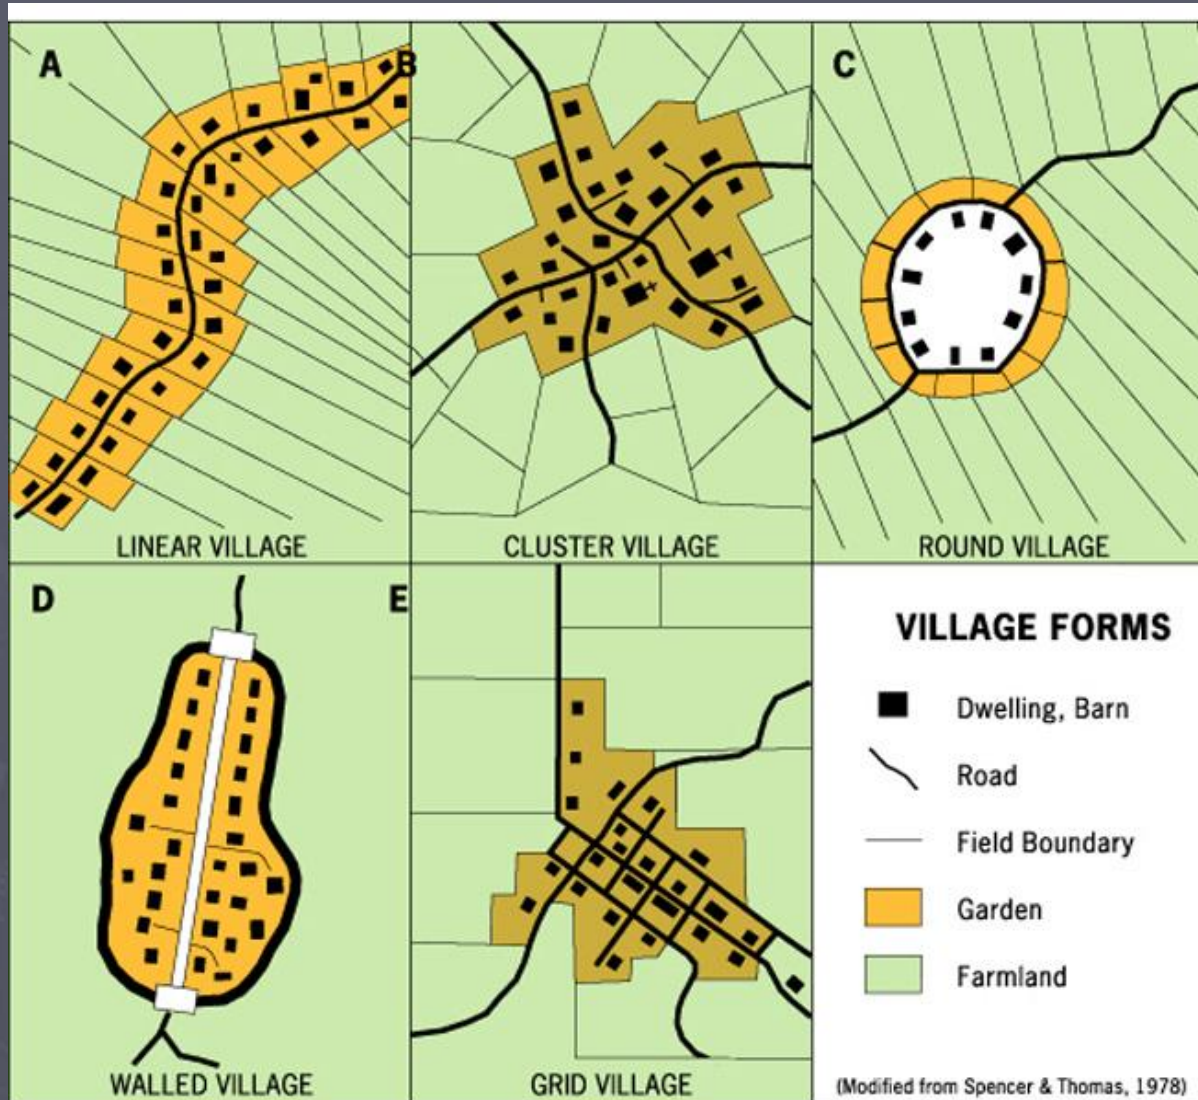 A
B
C
LINEAR VILLAGE
CLUSTER VILLAGE
ROUND VILLAGE
D
E
WALLED VILLAGE
GRID VILLAGE
VILLAGE FORMS
Dwelling, Barn
Road
Field Boundary
Garden
Farmland
(Modified from Spencer & Thomas, 1978)